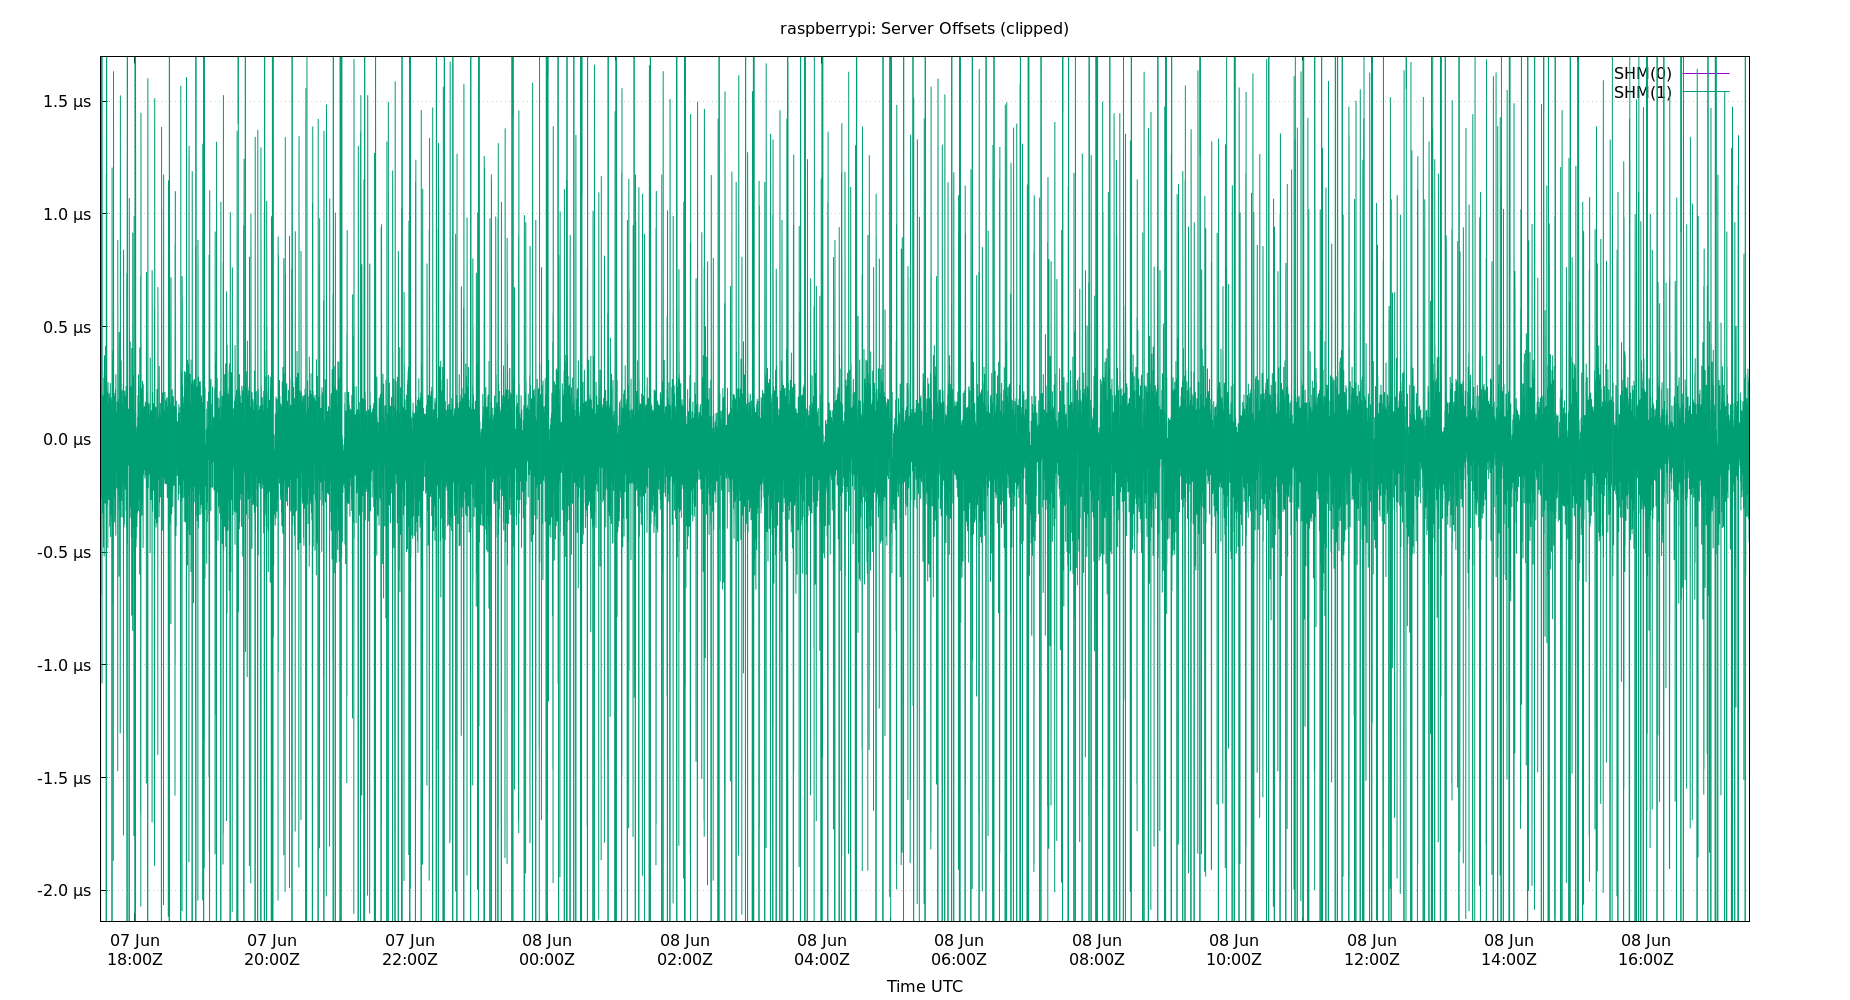 raspberrypi: Server Offsets (clipped)
SHM(0)
SHM(1)
1.5 µs
1.0 µs
0.5 µs
0.0 µs
-0.5 µs
-1.0 µs
-1.5 µs
-2.0 µs
07 Jun 07 Jun 07 Jun 08 Jun 08 Jun 08 Jun 08 Jun 08 Jun 08 Jun 08 Jun 08 Jun 08 Jun
18:00Z 20:00Z 22:00Z 00:00Z 02:00Z 04:00Z 06:00Z 08:00Z 10:00Z 12:00Z 14:00Z 16:00Z
Time UTC